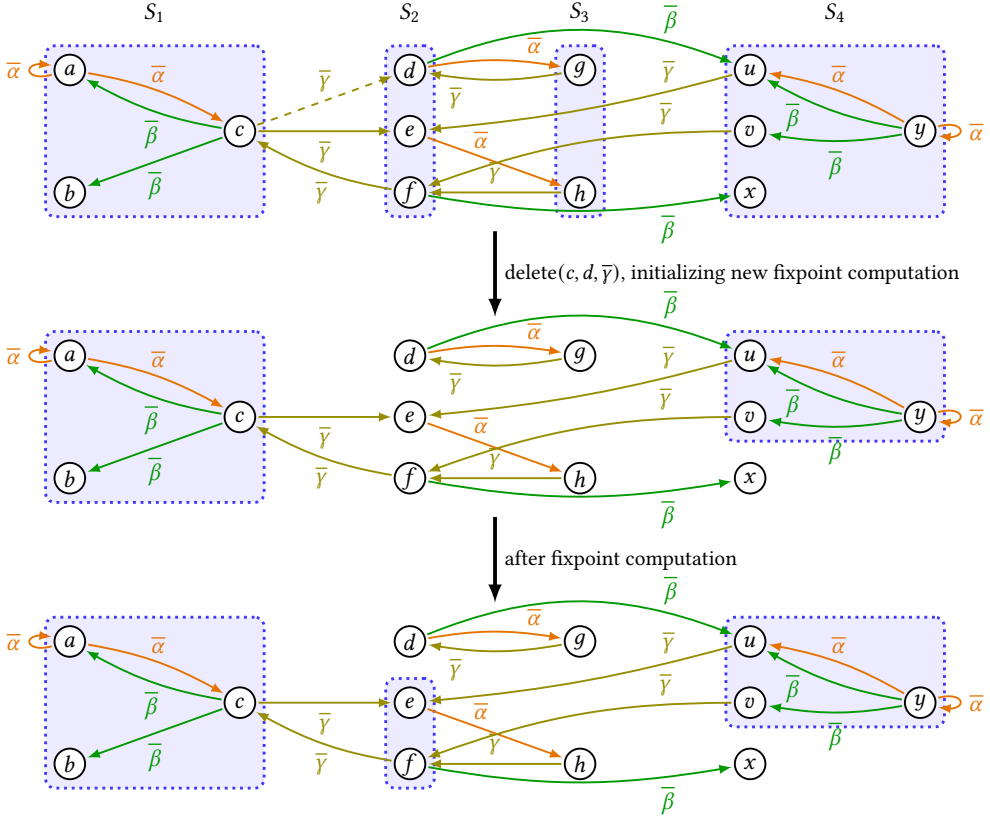 S₁ S₂ S₃ S₄
β̅
α̅ a α̅ d α̅ g u α̅
γ̅ γ̅ γ̅
β̅ c γ̅ e α̅ γ̅ v β̅ y α̅
b β̅ γ̅ f γ h x β̅
β̅
delete(c, d, γ̅), initializing new fixpoint computation
β̅
α̅ a α̅ d α̅ g γ̅ u α̅
γ̅ γ̅
β̅ c γ̅ e α̅ v β̅ y α̅
b β̅ γ̅ f γ h x β̅
β̅
after fixpoint computation
β̅
α̅ a α̅ d α̅ g γ̅ u α̅
γ̅ γ̅
β̅ c γ̅ e α̅ v β̅ y α̅
b β̅ γ̅ f γ h x β̅
β̅